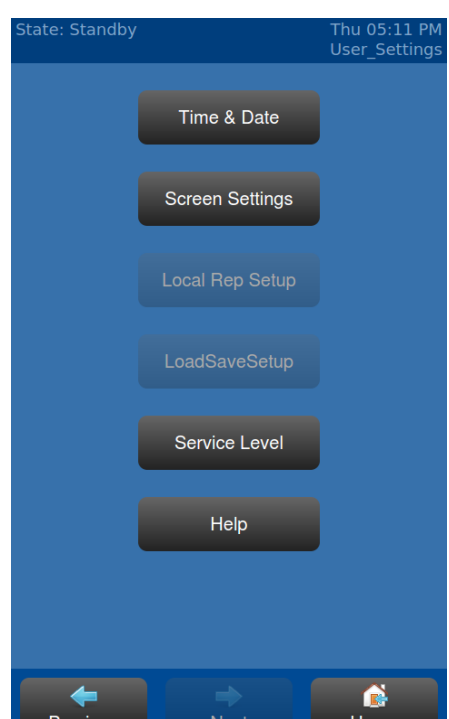 State: Standby
Thu 05:11 PM
User_Settings
Time & Date
Screen Settings
Local Rep Setup
LoadSaveSetup
Service Level
Help